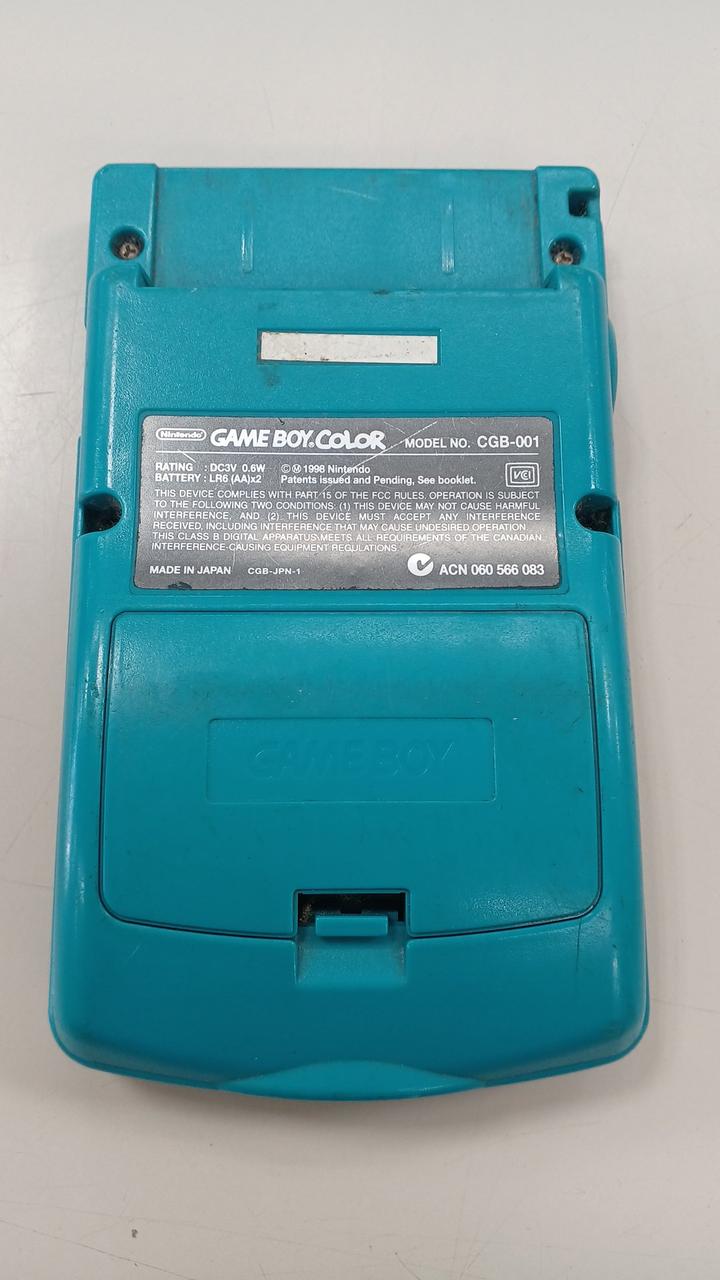 Nintendo GAME BOY COLOR MODEL NO. CGB-001
RATING : DC3V 0.6W ©Ⓜ 1998 Nintendo
BATTERY : LR6 (AA)x2 Patents issued and Pending, See booklet. VCI
THIS DEVICE COMPLIES WITH PART 15 OF THE FCC RULES. OPERATION IS SUBJECT
TO THE FOLLOWING TWO CONDITIONS. (1) THIS DEVICE MAY NOT CAUSE HARMFUL
INTERFERENCE, AND (2) THIS DEVICE MUST ACCEPT ANY INTERFERENCE
RECEIVED, INCLUDING INTERFERENCE THAT MAY CAUSE UNDESIRED OPERATION.
THIS CLASS B DIGITAL APPARATUS MEETS ALL REQUIREMENTS OF THE CANADIAN
INTERFERENCE-CAUSING EQUIPMENT REGULATIONS.
MADE IN JAPAN CGB-JPN-1 ACN 060 566 083
GAME BOY